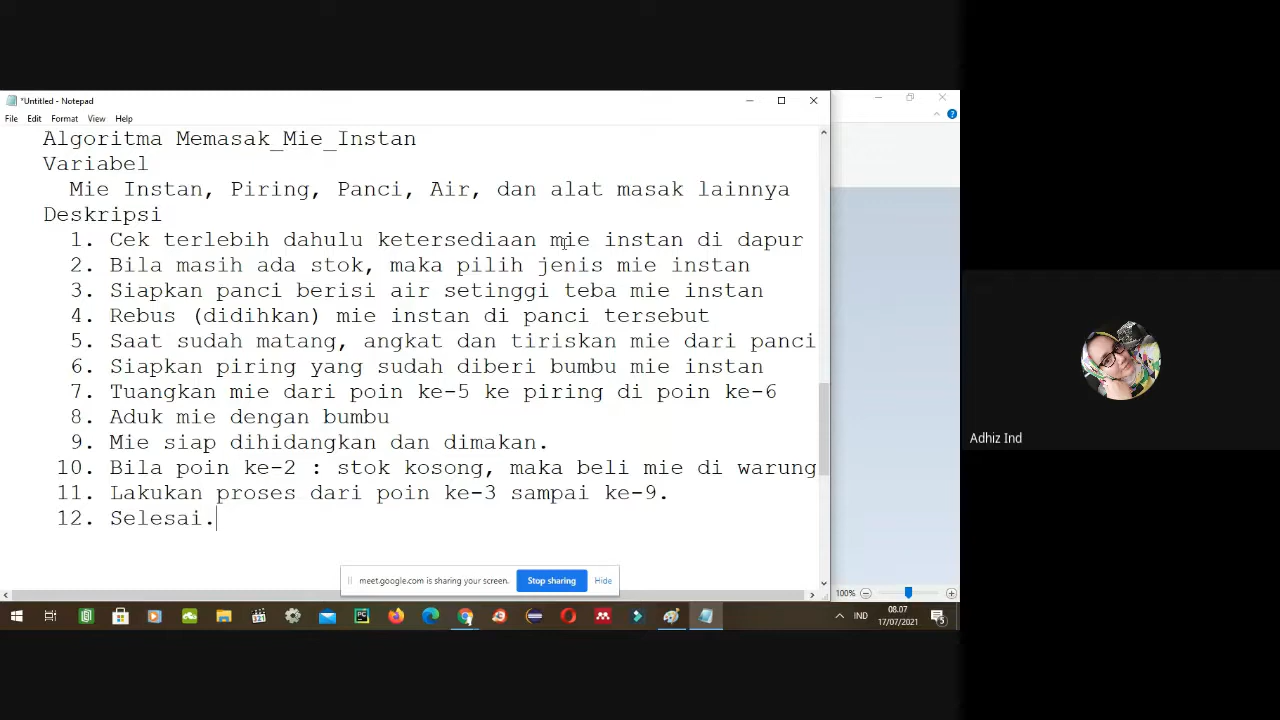 *Untitled - Notepad
File Edit Format View Help
Algoritma Memasak_Mie_Instan
Variabel
Mie Instan, Piring, Panci, Air, dan alat masak lainnya
Deskripsi
1. Cek terlebih dahulu ketersediaan mie instan di dapur
2. Bila masih ada stok, maka pilih jenis mie instan
3. Siapkan panci berisi air setinggi teba mie instan
4. Rebus (didihkan) mie instan di panci tersebut
5. Saat sudah matang, angkat dan tiriskan mie dari panci
6. Siapkan piring yang sudah diberi bumbu mie instan
7. Tuangkan mie dari poin ke-5 ke piring di poin ke-6
8. Aduk mie dengan bumbu
9. Mie siap dihidangkan dan dimakan.
10. Bila poin ke-2 : stok kosong, maka beli mie di warung
11. Lakukan proses dari poin ke-3 sampai ke-9.
12. Selesai.
meet.google.com is sharing your screen. Stop sharing Hide
100%
IND
08.07
17/07/2021
5
Adhiz Ind